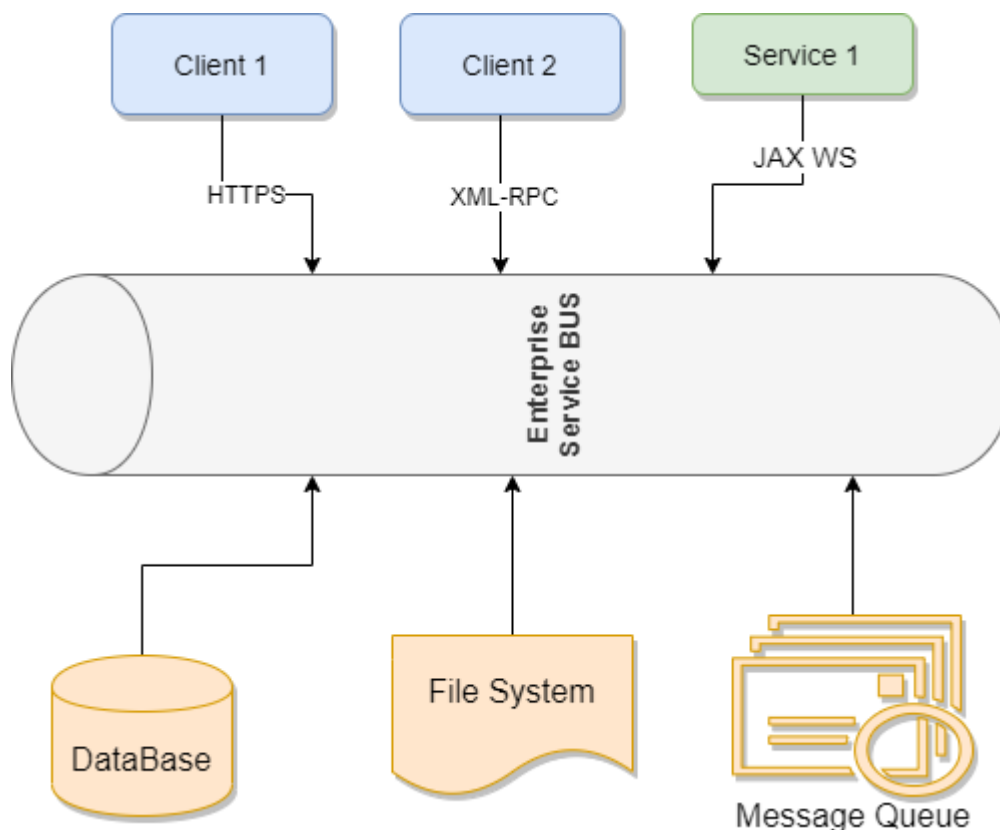 Client 1
Client 2
Service 1
JAX WS
HTTPS
XML-RPC
Enterprise
Service BUS
File System
DataBase
Message Queue